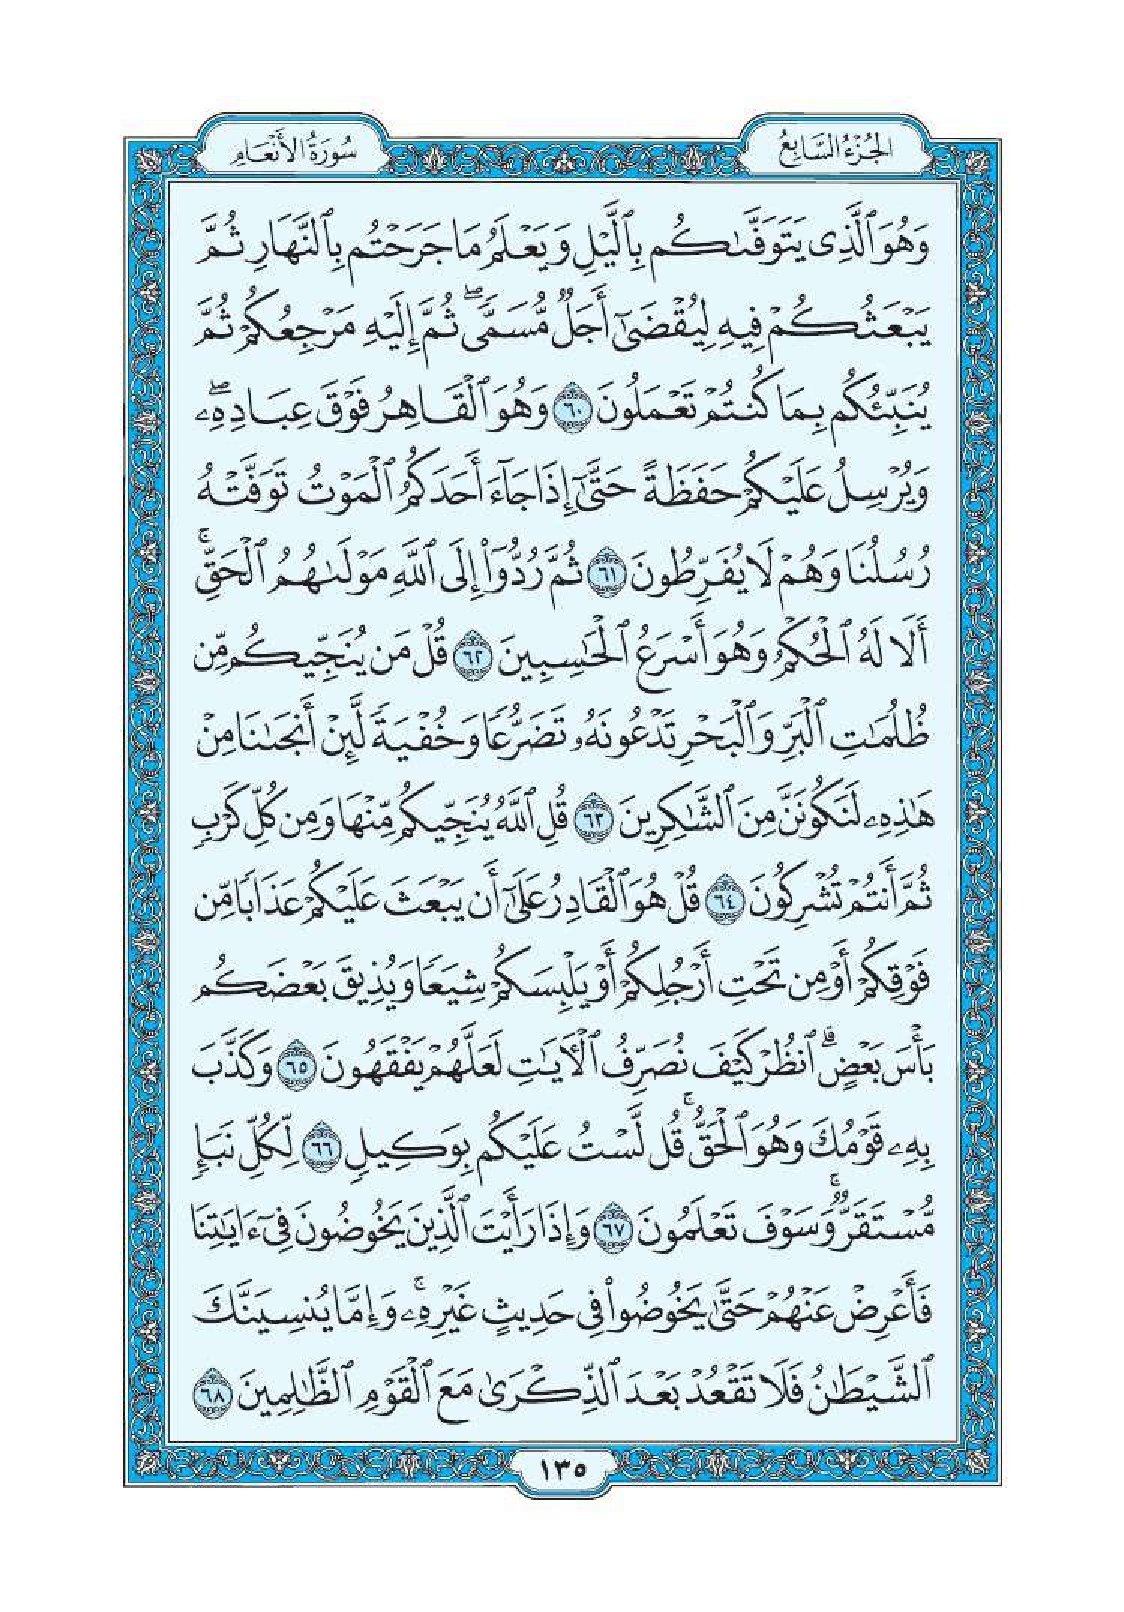 الجُزْءُ السَّابِعُ
سُورَةُ الأَنْعَامِ
وَهُوَ ٱلَّذِى يَتَوَفَّىٰكُم بِٱلَّيْلِ وَيَعْلَمُ مَا جَرَحْتُم بِٱلنَّهَارِ ثُمَّ
يَبْعَثُكُمْ فِيهِ لِيُقْضَىٰٓ أَجَلٌ مُّسَمًّى ۖ ثُمَّ إِلَيْهِ مَرْجِعُكُمْ ثُمَّ
يُنَبِّئُكُم بِمَا كُنتُمْ تَعْمَلُونَ ٦٠ وَهُوَ ٱلْقَاهِرُ فَوْقَ عِبَادِهِۦ ۖ
وَيُرْسِلُ عَلَيْكُمْ حَفَظَةً حَتَّىٰٓ إِذَا جَآءَ أَحَدَكُمُ ٱلْمَوْتُ تَوَفَّتْهُ
رُسُلُنَا وَهُمْ لَا يُفَرِّطُونَ ٦١ ثُمَّ رُدُّوٓا۟ إِلَى ٱللَّهِ مَوْلَىٰهُمُ ٱلْحَقِّ ۚ
أَلَا لَهُ ٱلْحُكْمُ وَهُوَ أَسْرَعُ ٱلْحَٰسِبِينَ ٦٢ قُلْ مَن يُنَجِّيكُم مِّن
ظُلُمَٰتِ ٱلْبَرِّ وَٱلْبَحْرِ تَدْعُونَهُۥ تَضَرُّعًا وَخُفْيَةً لَّئِنْ أَنجَىٰنَا مِنْ
هَٰذِهِۦ لَنَكُونَنَّ مِنَ ٱلشَّٰكِرِينَ ٦٣ قُلِ ٱللَّهُ يُنَجِّيكُم مِّنْهَا وَمِن كُلِّ كَرْبٍ
ثُمَّ أَنتُمْ تُشْرِكُونَ ٦٤ قُلْ هُوَ ٱلْقَادِرُ عَلَىٰٓ أَن يَبْعَثَ عَلَيْكُمْ عَذَابًا مِّن
فَوْقِكُمْ أَوْ مِن تَحْتِ أَرْجُلِكُمْ أَوْ يَلْبِسَكُمْ شِيَعًا وَيُذِيقَ بَعْضَكُم
بَأْسَ بَعْضٍ ۗ ٱنظُرْ كَيْفَ نُصَرِّفُ ٱلْءَايَٰتِ لَعَلَّهُمْ يَفْقَهُونَ ٦٥ وَكَذَّبَ
بِهِۦ قَوْمُكَ وَهُوَ ٱلْحَقُّ ۚ قُل لَّسْتُ عَلَيْكُم بِوَكِيلٍ ٦٦ لِّكُلِّ نَبَإٍ
مُّسْتَقَرٌّ ۚ وَسَوْفَ تَعْلَمُونَ ٦٧ وَإِذَا رَأَيْتَ ٱلَّذِينَ يَخُوضُونَ فِىٓ ءَايَٰتِنَا
فَأَعْرِضْ عَنْهُمْ حَتَّىٰ يَخُوضُوا۟ فِى حَدِيثٍ غَيْرِهِۦ ۚ وَإِمَّا يُنسِيَنَّكَ
ٱلشَّيْطَٰنُ فَلَا تَقْعُدْ بَعْدَ ٱلذِّكْرَىٰ مَعَ ٱلْقَوْمِ ٱلظَّٰلِمِينَ ٦٨
١٣٥